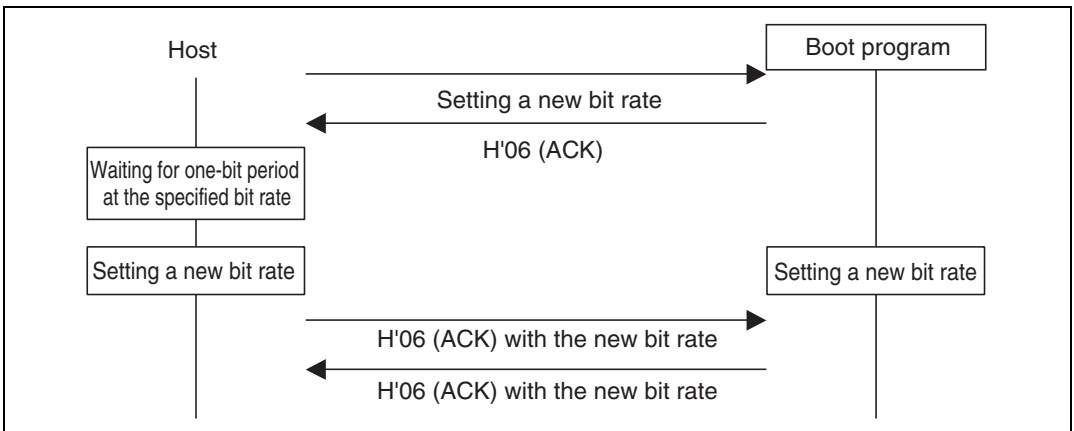 Host
Boot program
Setting a new bit rate
H'06 (ACK)
Waiting for one-bit period
at the specified bit rate
Setting a new bit rate
Setting a new bit rate
H'06 (ACK) with the new bit rate
H'06 (ACK) with the new bit rate